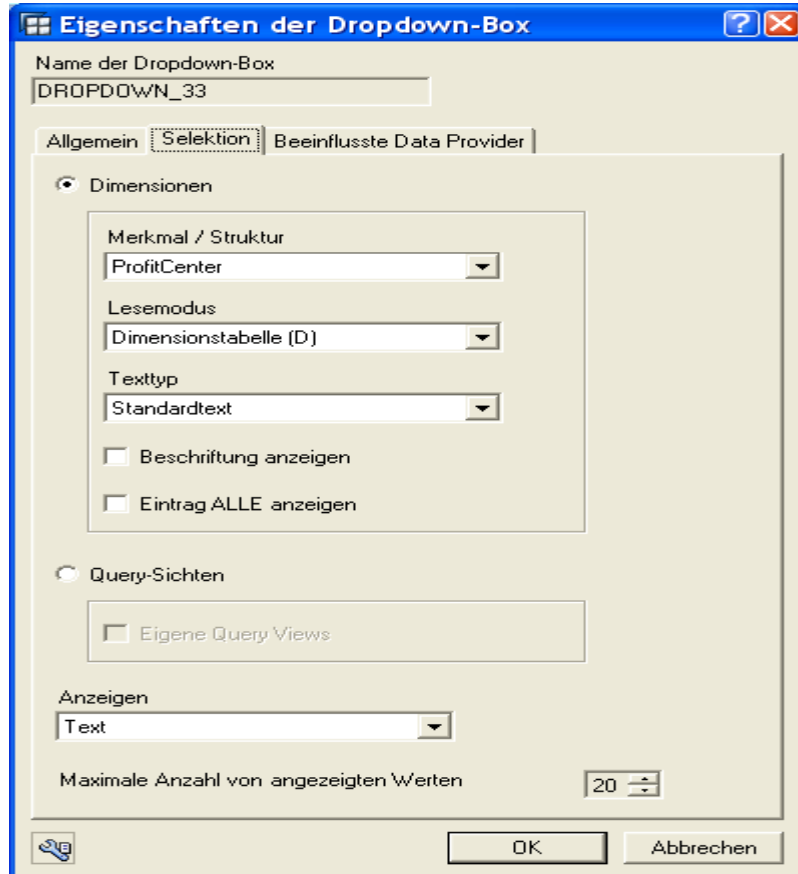 Eigenschaften der Dropdown-Box
Name der Dropdown-Box
DROPDOWN_33
Allgemein Selektion Beeinflusste Data Provider
Dimensionen
Merkmal / Struktur
ProfitCenter
Lesemodus
Dimensionstabelle (D)
Texttyp
Standardtext
Beschriftung anzeigen
Eintrag ALLE anzeigen
Query-Sichten
Eigene Query Views
Anzeigen
Text
Maximale Anzahl von angezeigten Werten 20
OK Abbrechen